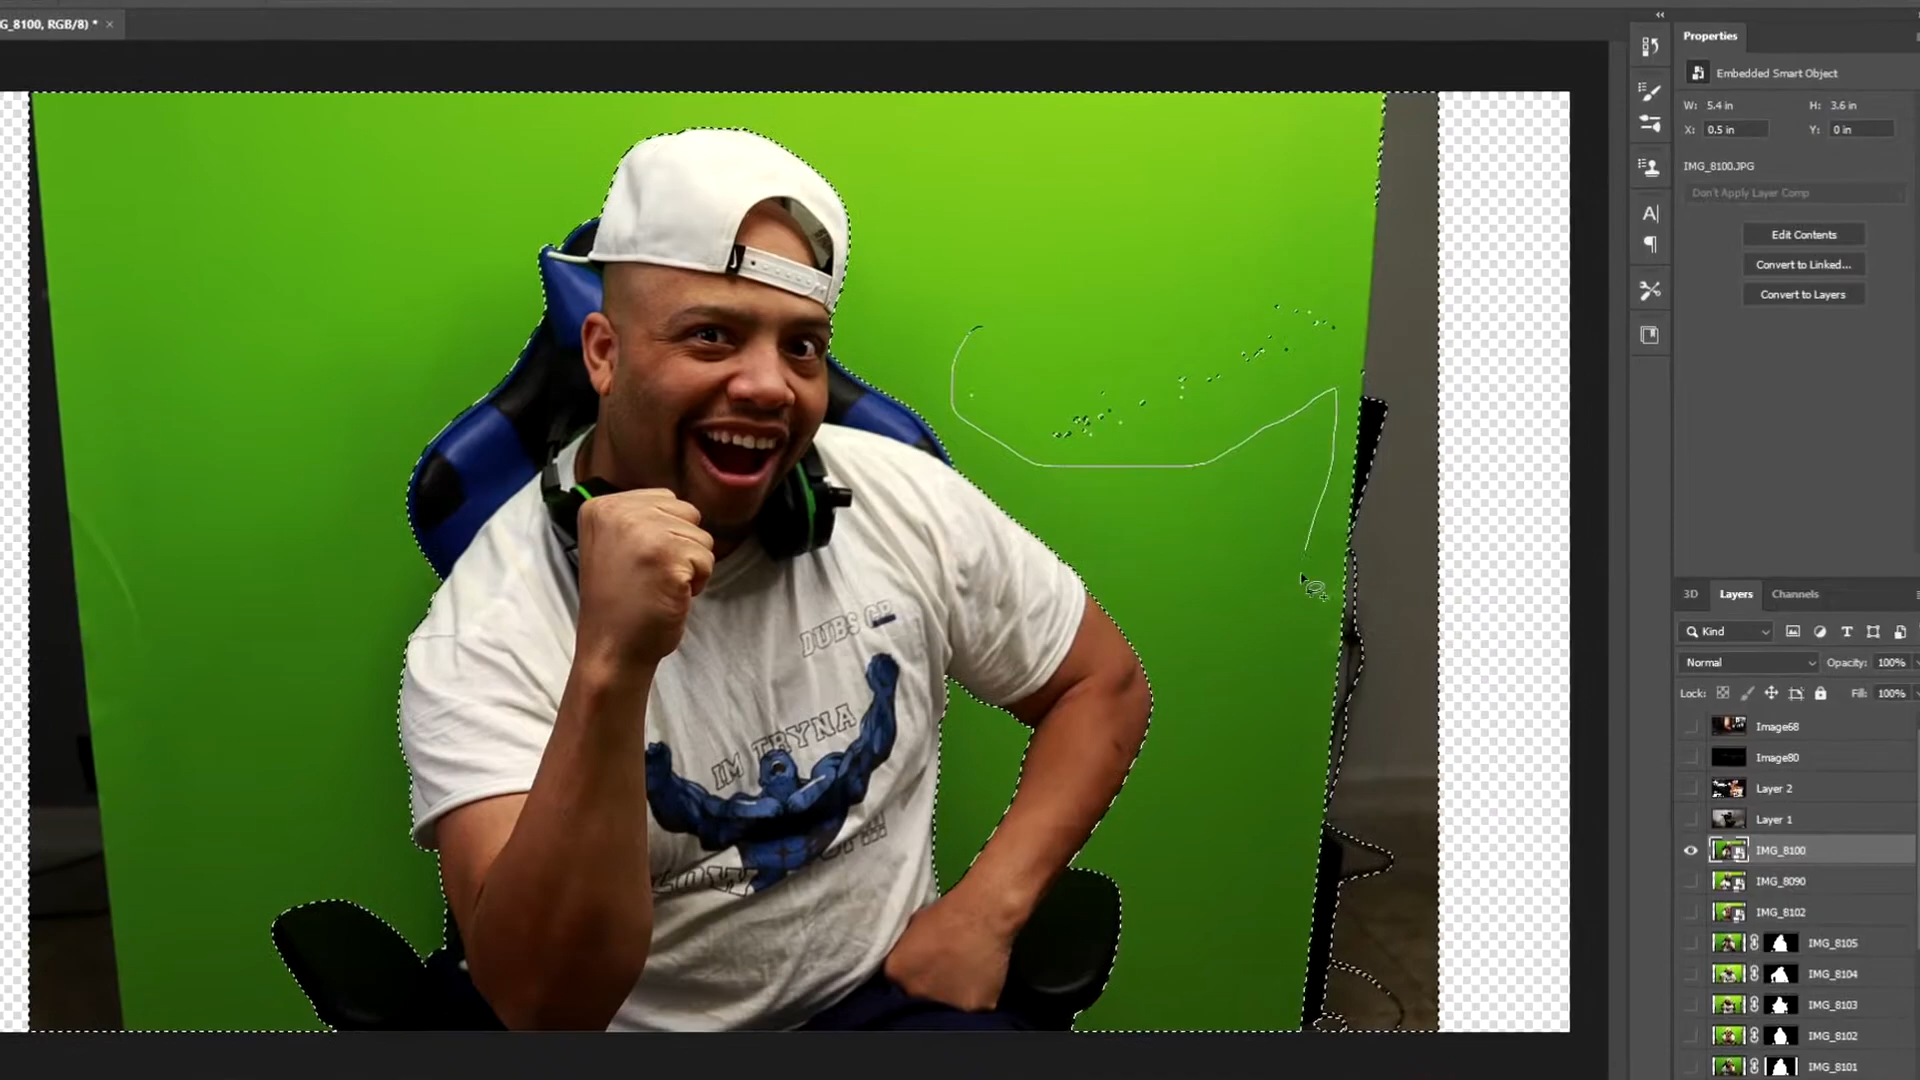 G_8100, RGB/8) *
Properties
Embedded Smart Object
W: 5.4 in H: 3.6 in
X: 0.5 in Y: 0 in
IMG_8100.JPG
Don't Apply Layer Comp
Edit Contents
Convert to Linked...
Convert to Layers
DUBS
IM TRYNA
3D Layers Channels
Kind
Normal Opacity: 100%
Lock: Fill: 100%
Image68
Image80
Layer 2
Layer 1
IMG_8100
IMG_8090
IMG_8102
IMG_8105
IMG_8104
IMG_8103
IMG_8102
IMG_8101